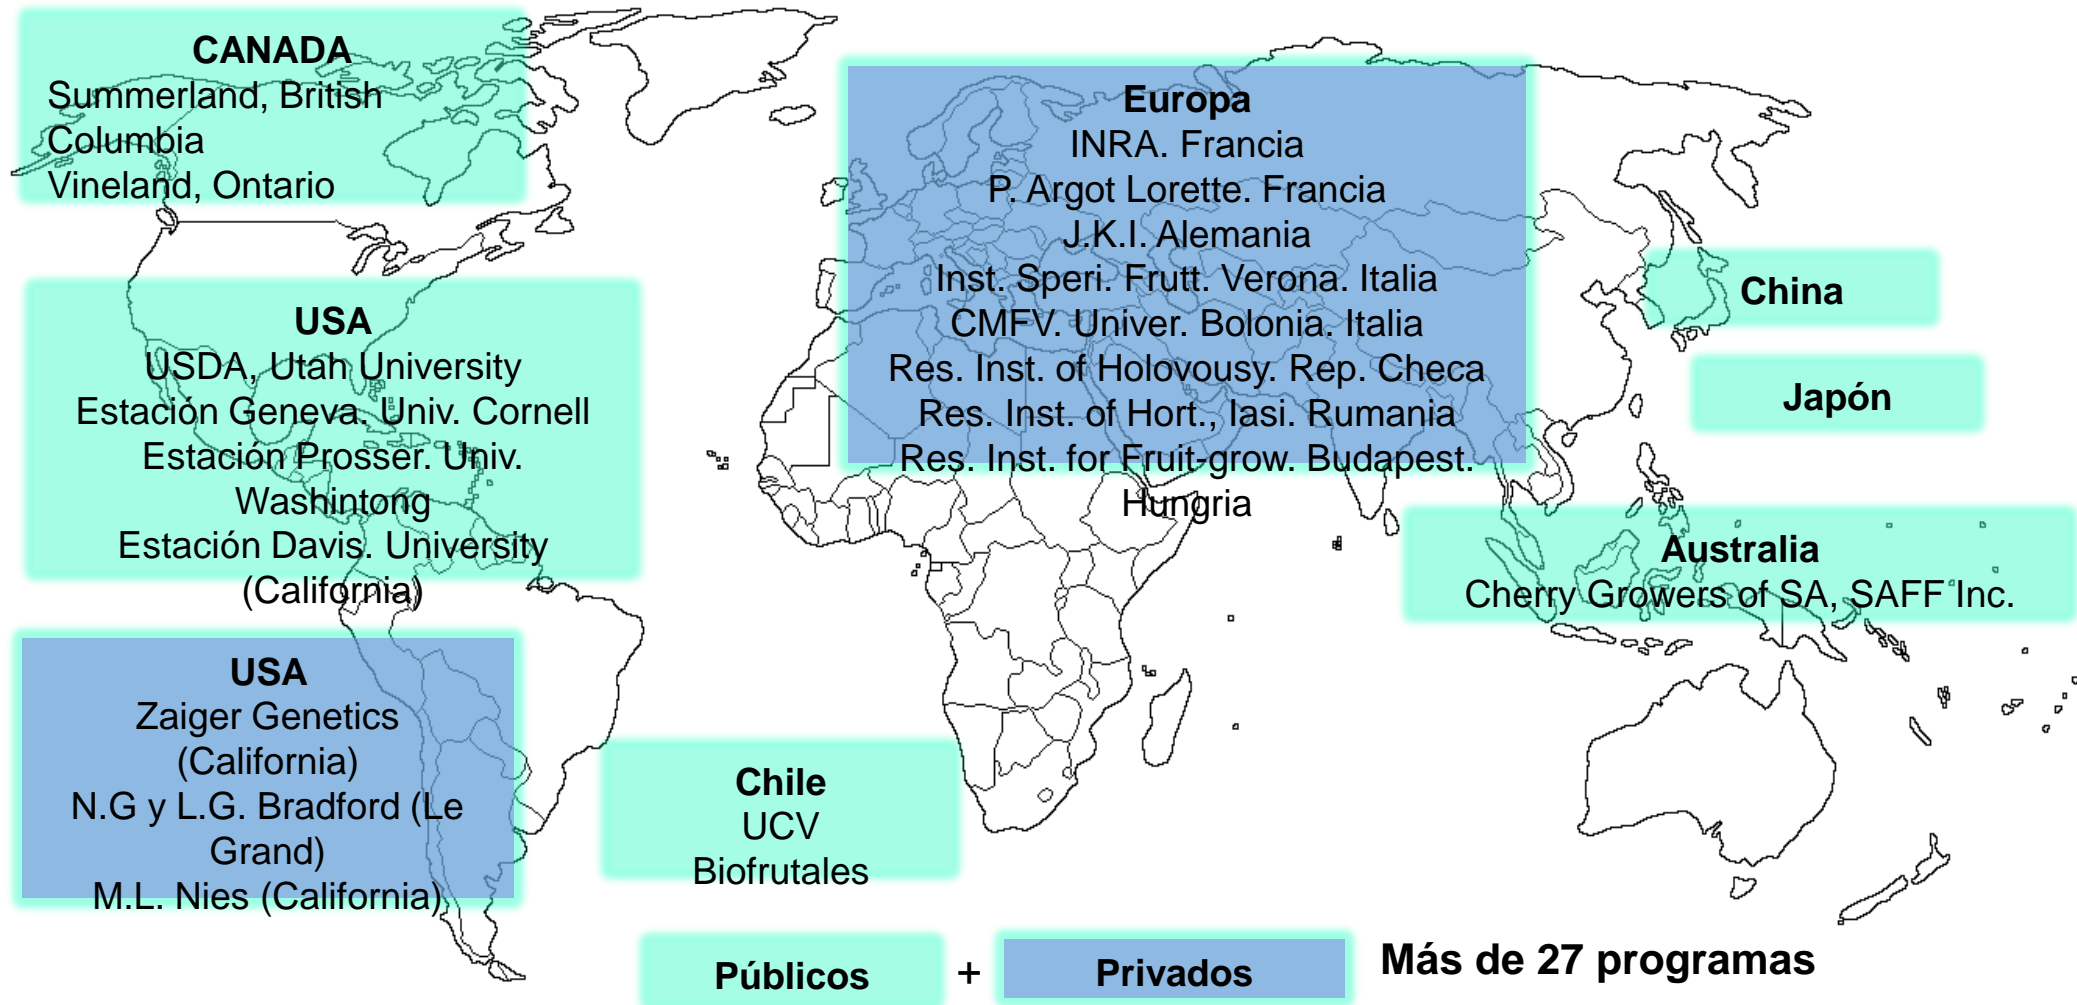 CANADA
Summerland, British
Columbia
Vineland, Ontario
USA
USDA, Utah University
Estación Geneva. Univ. Cornell
Estación Prosser. Univ.
Washintong
Estación Davis. University
(California)
USA
Zaiger Genetics
(California)
N.G y L.G. Bradford (Le
Grand)
M.L. Nies (California)
Europa
INRA. Francia
P. Argot Lorette. Francia
J.K.I. Alemania
Inst. Speri. Frutt. Verona. Italia
CMFV. Univer. Bolonia. Italia
Res. Inst. of Holovousy. Rep. Checa
Res. Inst. of Hort., Iasi. Rumania
Res. Inst. for Fruit-grow. Budapest.
Hungria
China
Japón
Australia
Cherry Growers of SA, SAFF Inc.
Chile
UCV
Biofrutales
Públicos + Privados Más de 27 programas